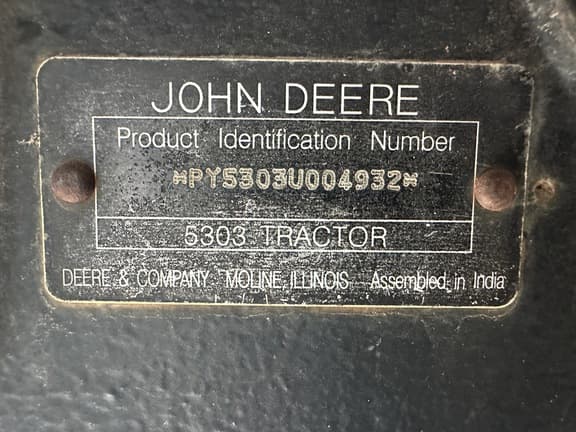 JOHN DEERE
Product Identification Number
*PY5303U004932*
5303 TRACTOR
DEERE & COMPANY MOLINE, ILLINOIS Assembled in India